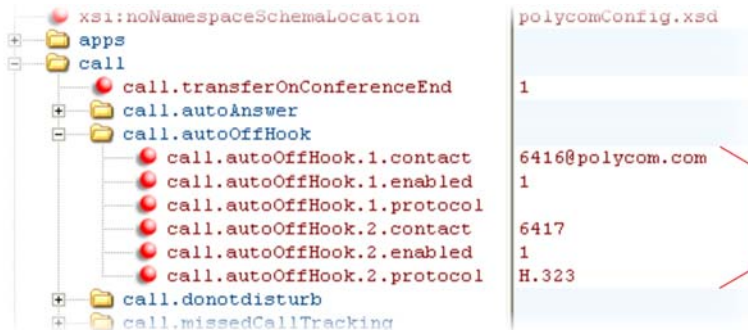 xsi:noNamespaceSchemaLocation polycomConfig.xsd
apps
call
call.transferOnConferenceEnd 1
call.autoAnswer
call.autoOffHook
call.autoOffHook.1.contact 6416@polycom.com
call.autoOffHook.1.enabled 1
call.autoOffHook.1.protocol
call.autoOffHook.2.contact 6417
call.autoOffHook.2.enabled 1
call.autoOffHook.2.protocol H.323
call.donotdisturb
call.missedCallTracking